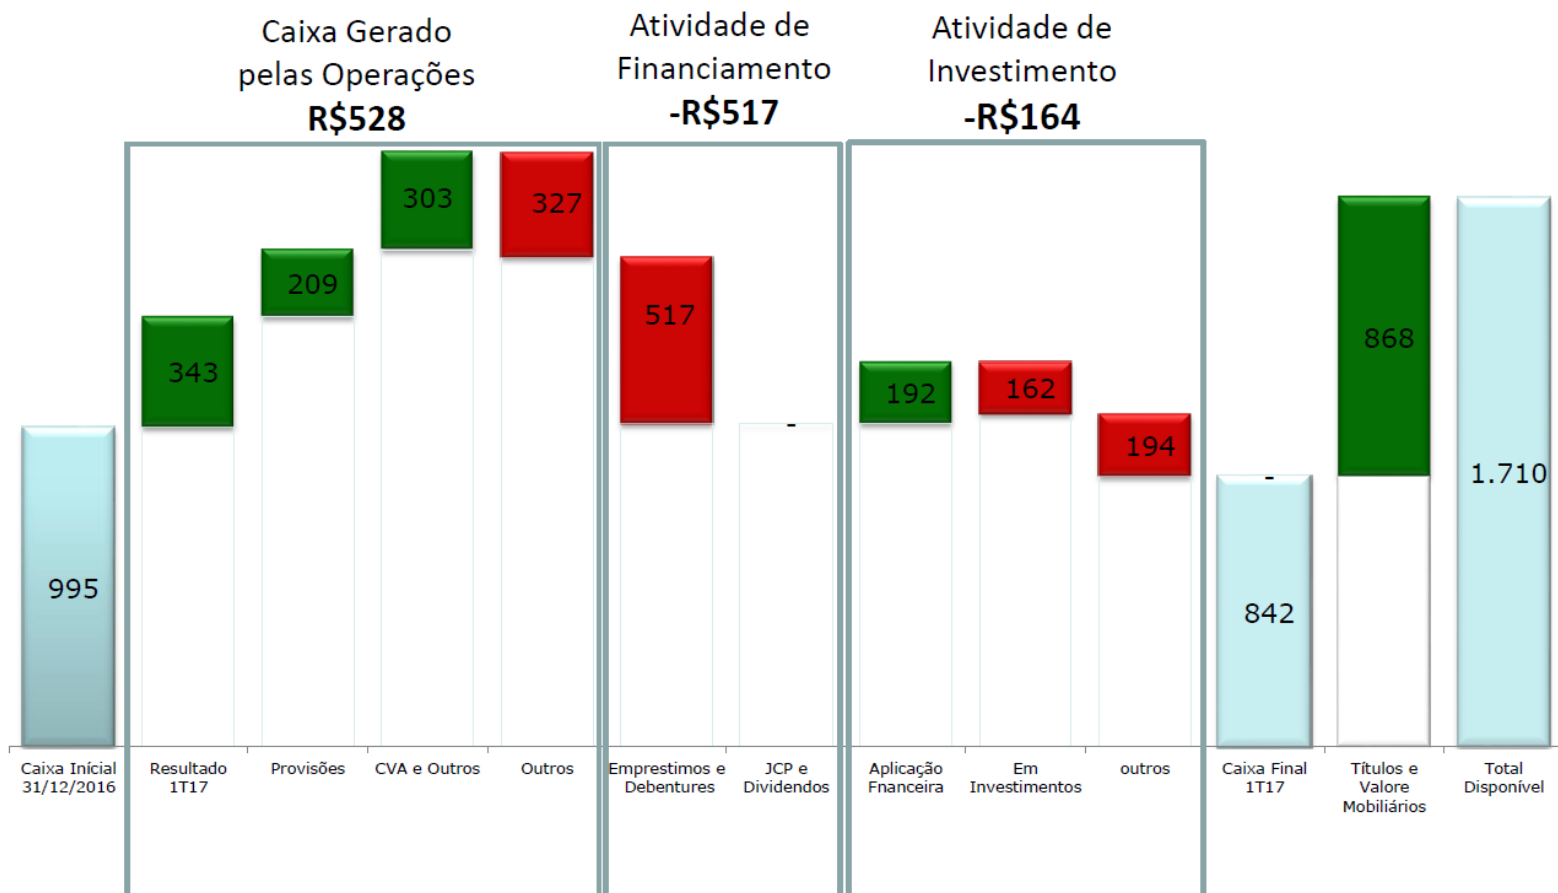 Caixa Gerado
pelas Operações
R$528
Atividade de
Financiamento
-R$517
Atividade de
Investimento
-R$164
995
343
209
303
327
517
-
192
162
194
-
842
868
1.710
Caixa Inícial
31/12/2016
Resultado
1T17
Provisões
CVA e Outros
Outros
Emprestimos e
Debentures
JCP e
Dividendos
Aplicação
Fnanceira
Em
Investimentos
outros
Caixa Final
1T17
Títulos e
Valore
Mobiliários
Total
Disponível